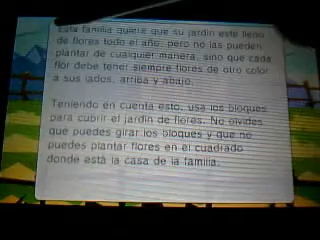 Esta familia quiere que su jardín esté lleno
de flores todo el año, pero no las pueden
plantar de cualquier manera, sino que cada
flor debe tener siempre flores de otro color
a sus lados, arriba y abajo.
Teniendo en cuenta esto, usa los bloques
para cubrir el jardín de flores. No olvides
que puedes girar los bloques y que no
puedes plantar flores en el cuadrado
donde está la casa de la familia.